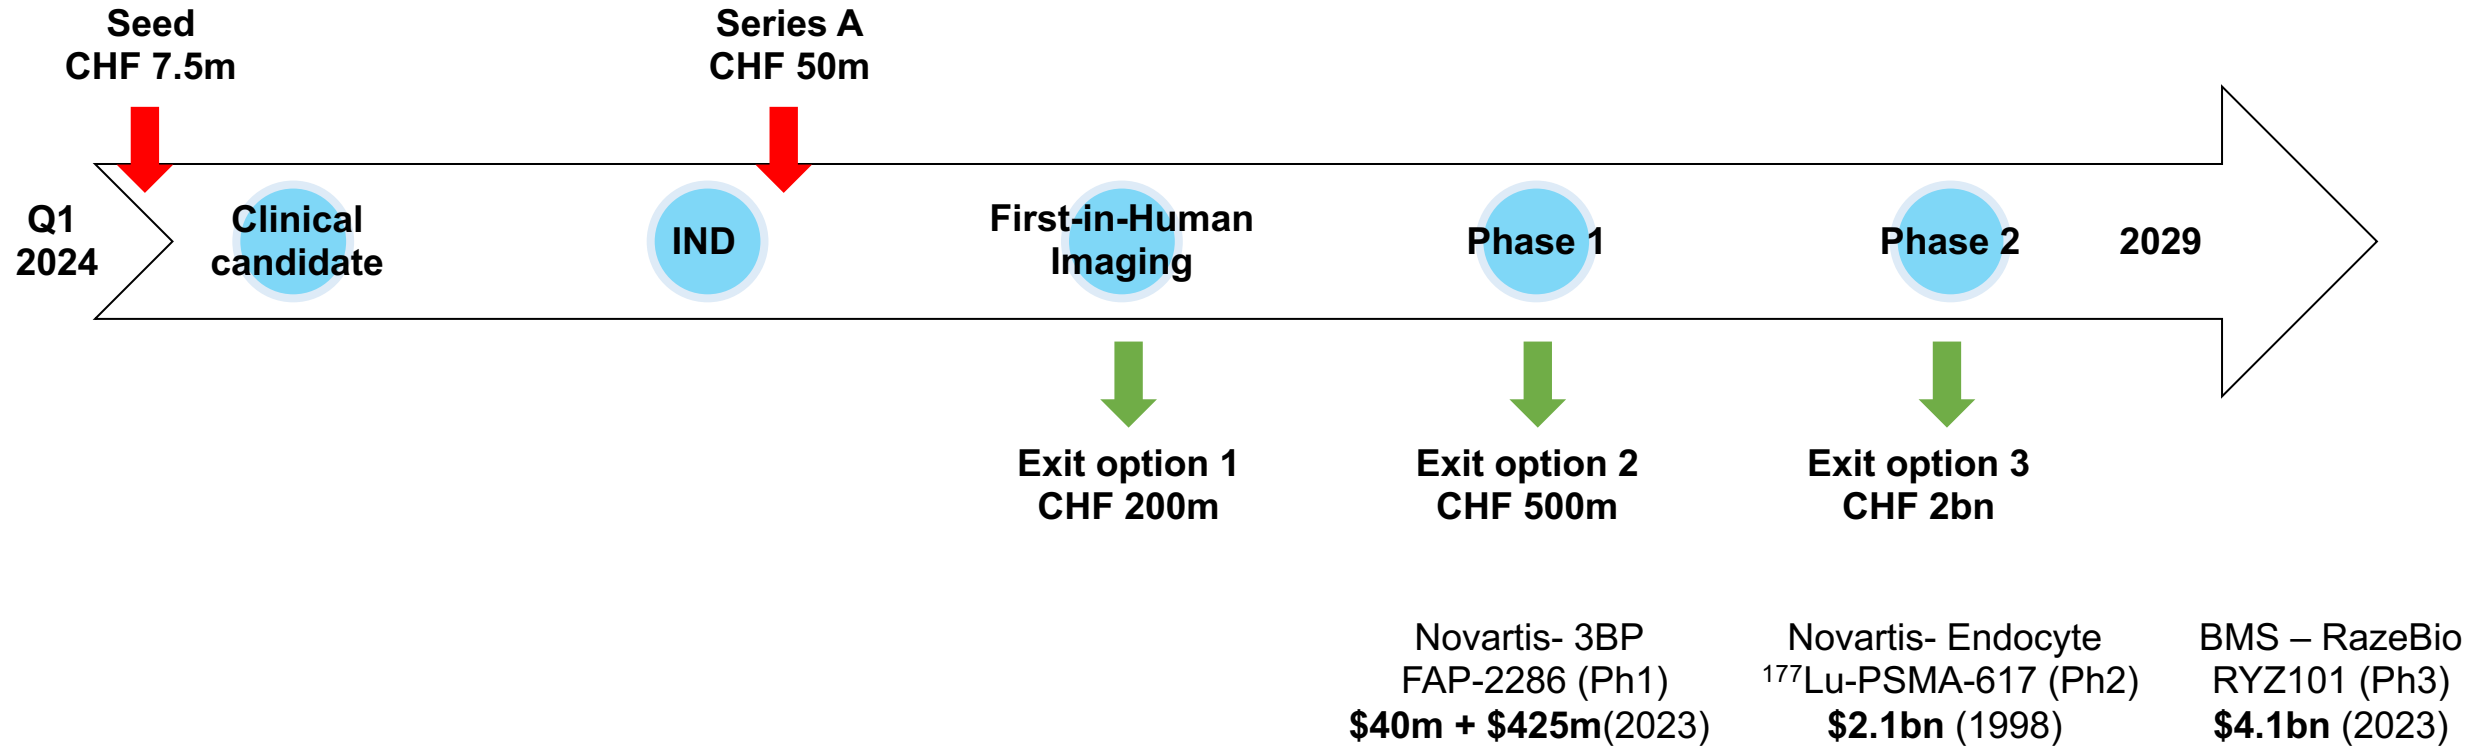 Seed
CHF 7.5m
Series A
CHF 50m
Q1
2024
Clinical
candidate
IND
First-in-Human
Imaging
Phase 1
Phase 2
2029
Exit option 1
CHF 200m
Exit option 2
CHF 500m
Exit option 3
CHF 2bn
Novartis- 3BP
FAP-2286 (Ph1)
$40m + $425m(2023)
Novartis- Endocyte
¹⁷⁷Lu-PSMA-617 (Ph2)
$2.1bn (1998)
BMS – RazeBio
RYZ101 (Ph3)
$4.1bn (2023)